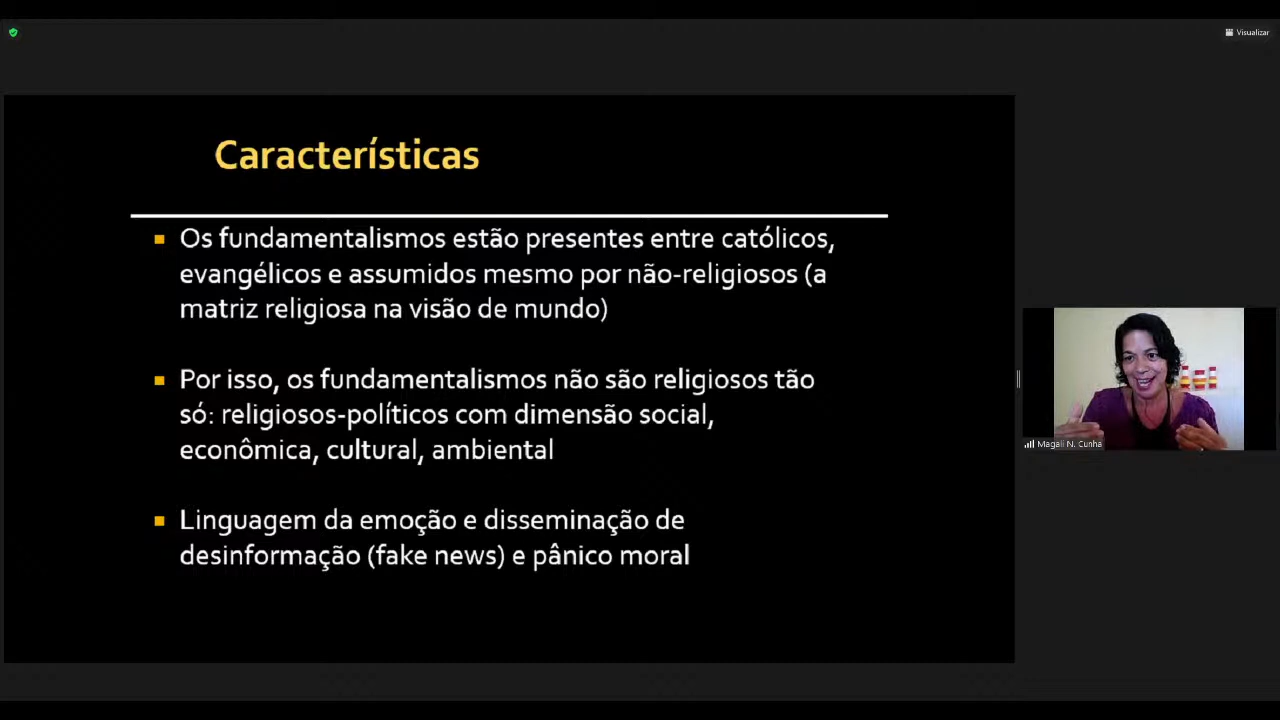 Visualizar
Características
Os fundamentalismos estão presentes entre católicos,
evangélicos e assumidos mesmo por não-religiosos (a
matriz religiosa na visão de mundo)
Por isso, os fundamentalismos não são religiosos tão
só: religiosos-políticos com dimensão social,
econômica, cultural, ambiental
Linguagem da emoção e disseminação de
desinformação (fake news) e pânico moral
Magali N. Cunha